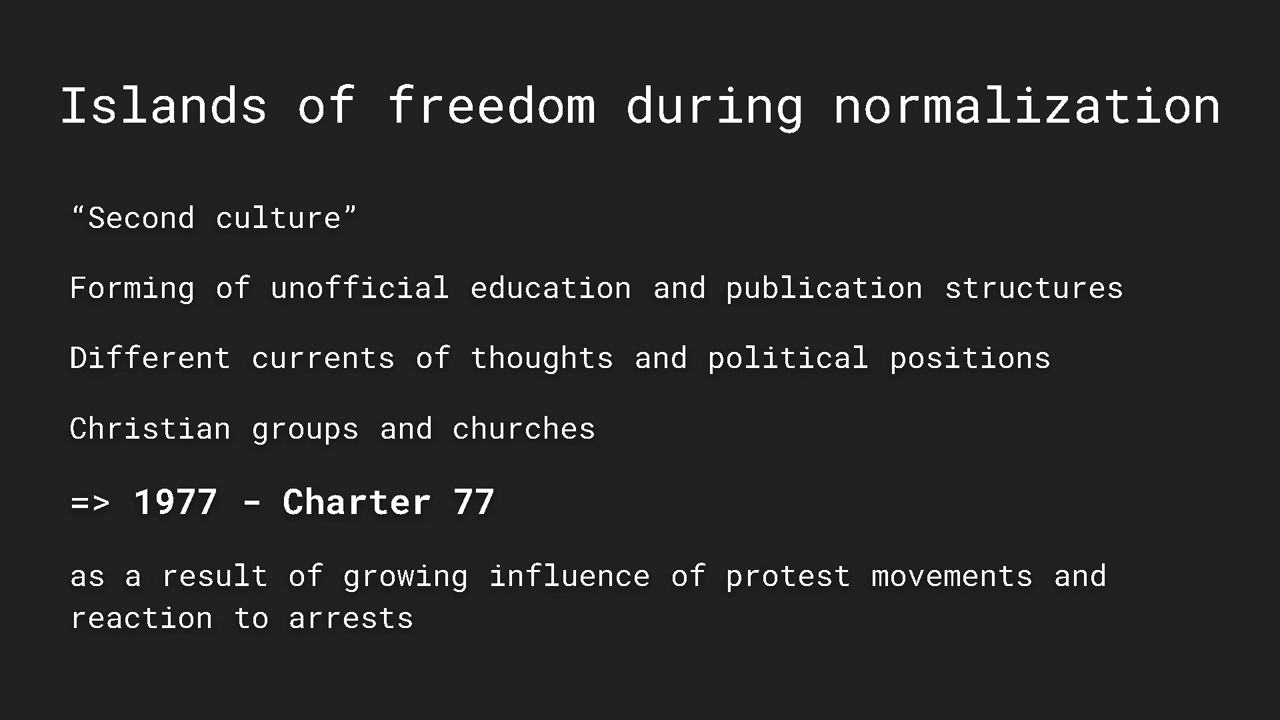 Islands of freedom during normalization
“Second culture”
Forming of unofficial education and publication structures
Different currents of thoughts and political positions
Christian groups and churches
=> 1977 - Charter 77
as a result of growing influence of protest movements and
reaction to arrests